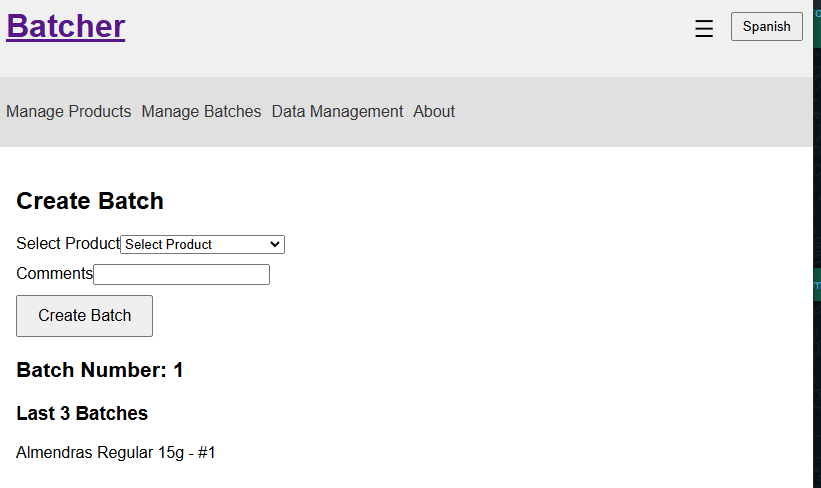 Batcher
☰ Spanish
Manage Products Manage Batches Data Management About
Create Batch
Select Product Select Product
Comments
Create Batch
Batch Number: 1
Last 3 Batches
Almendras Regular 15g - #1